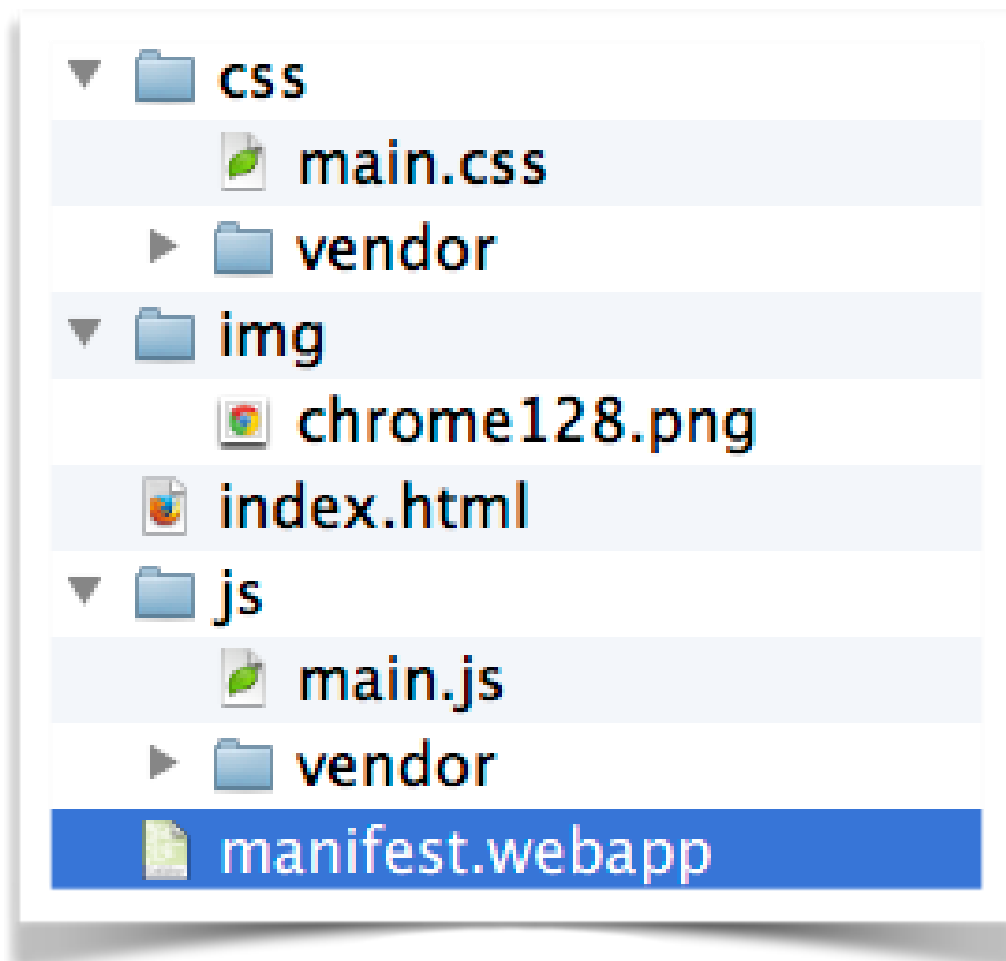 css
main.css
vendor
img
chrome128.png
index.html
js
main.js
vendor
manifest.webapp